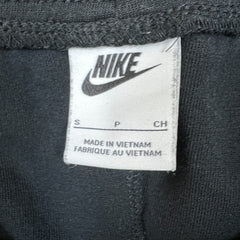 NIKE
S P CH
MADE IN VIETNAM
FABRIQUE AU VIETNAM